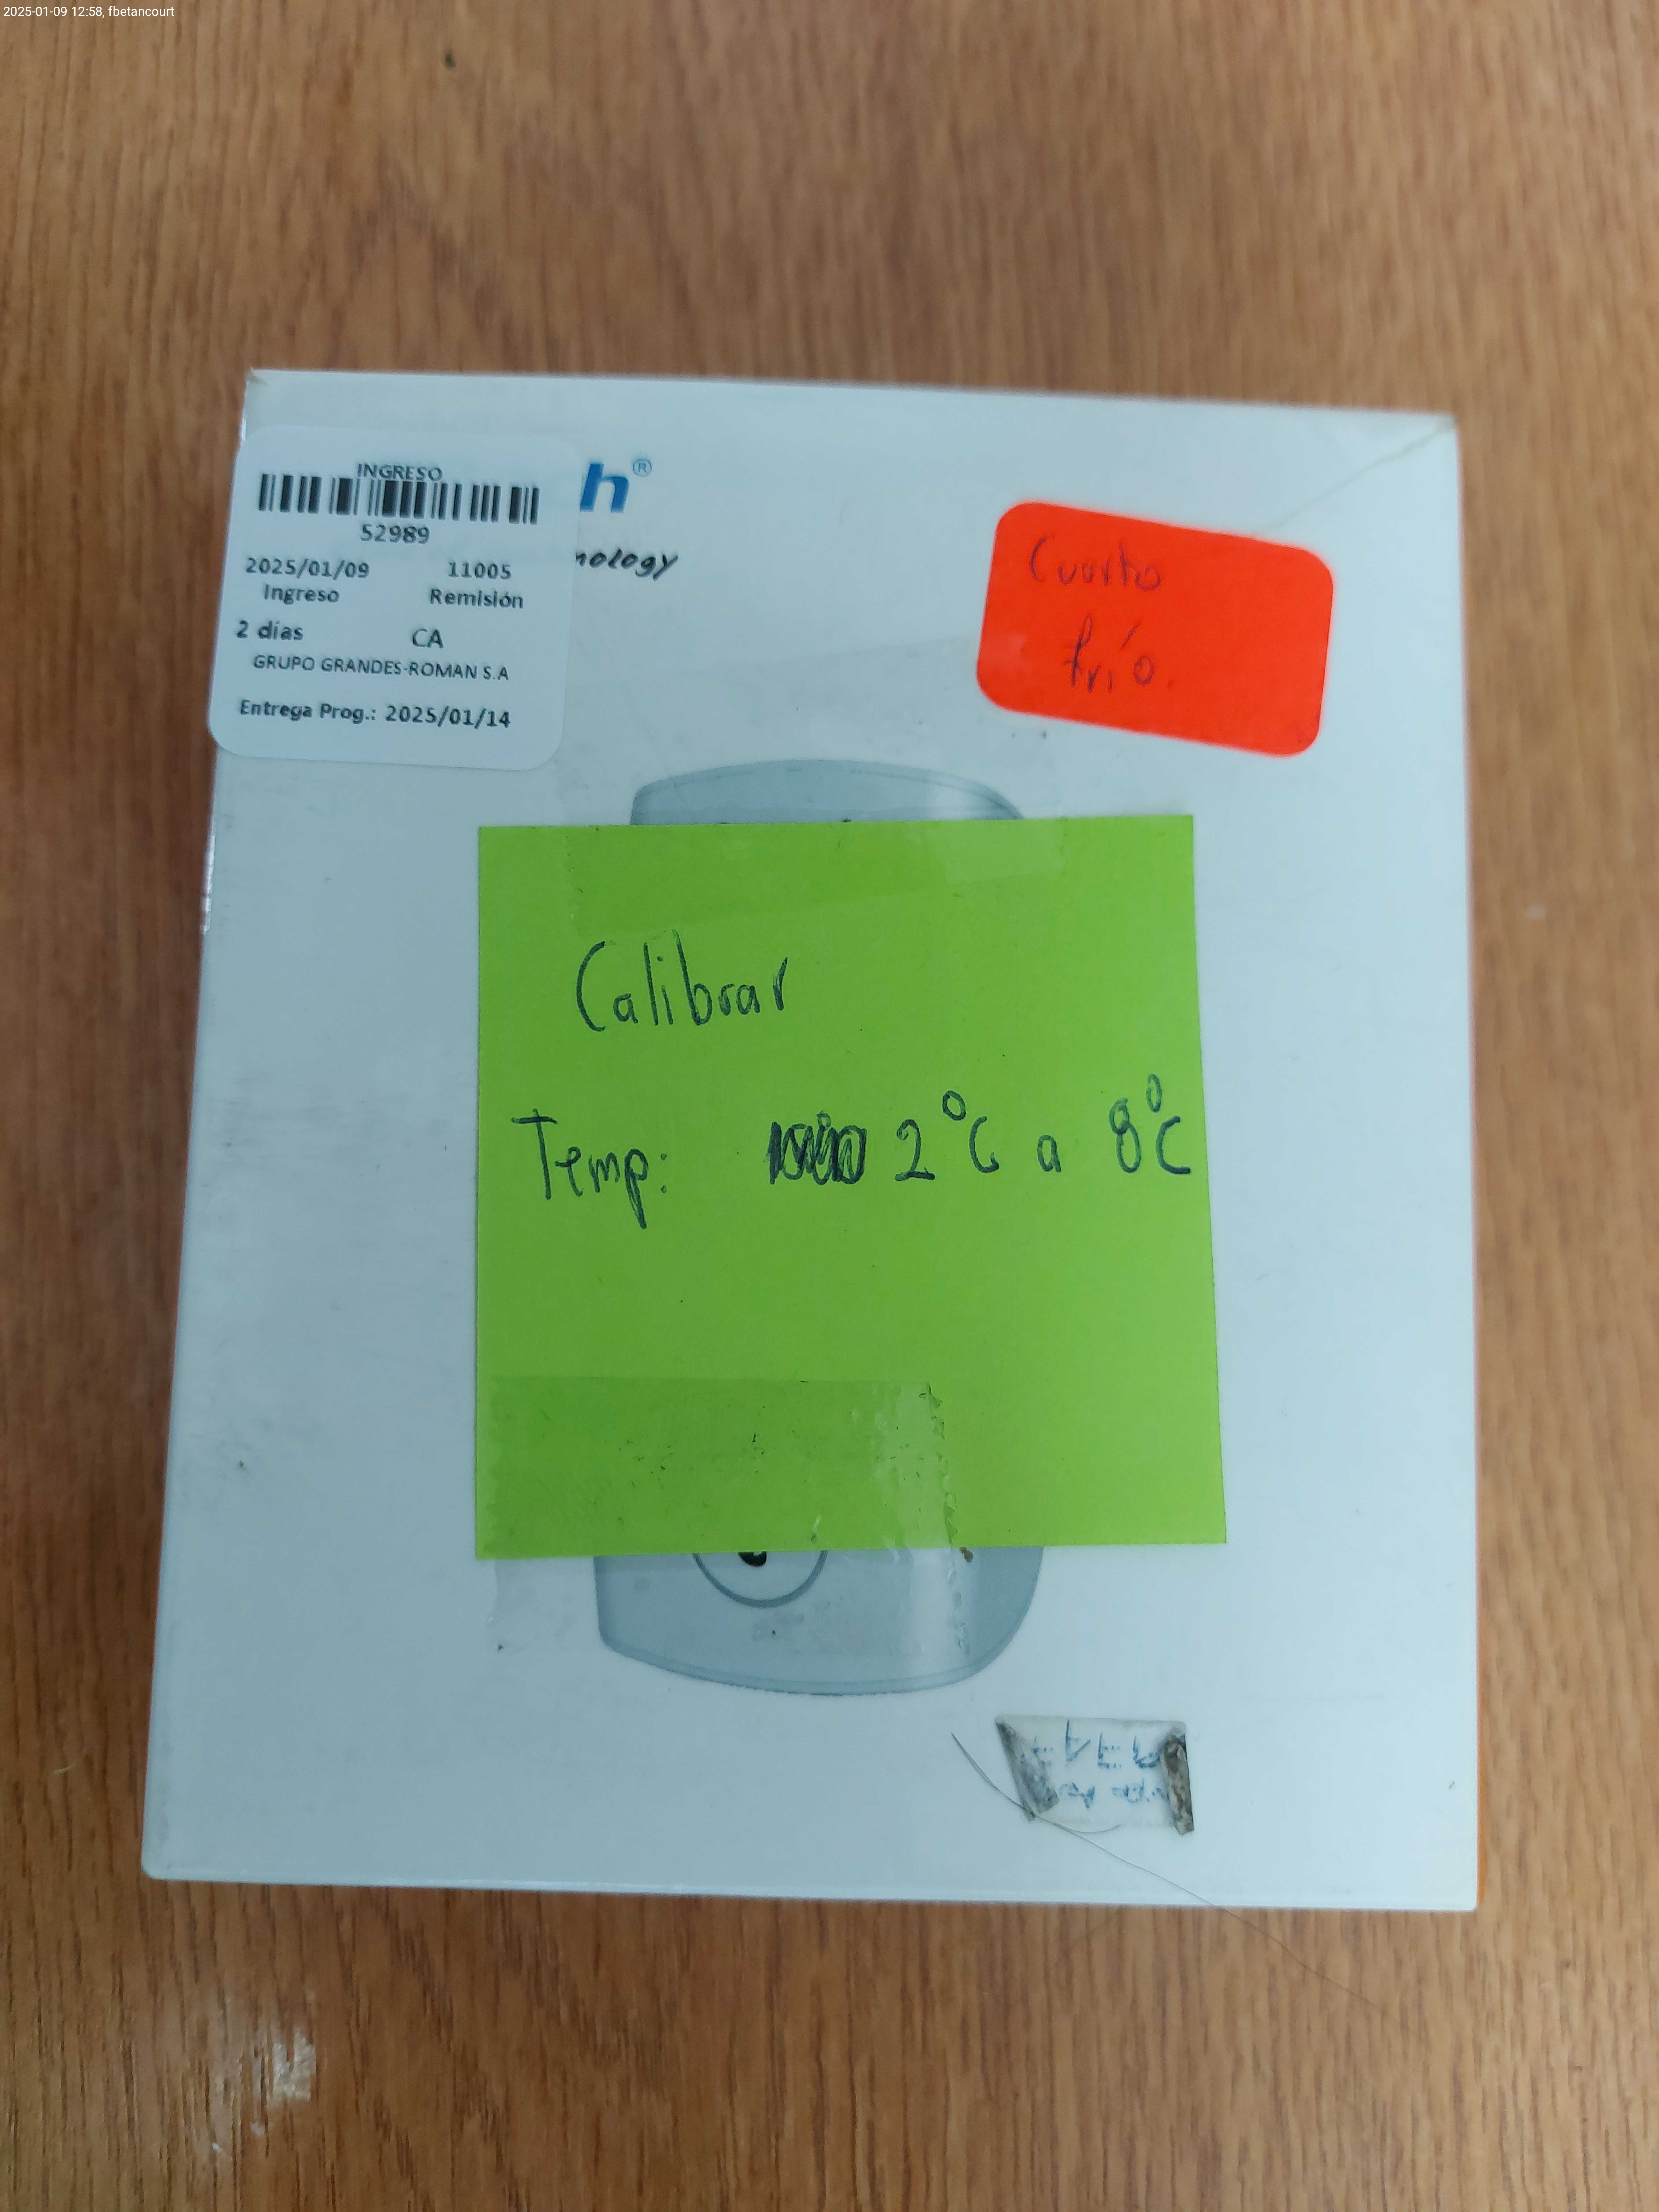 2025-01-09 12:58, fbetancourt
INGRESO
52989
2025/01/09 11005
Ingreso Remisión
2 días CA
GRUPO GRANDES-ROMAN S.A
Entrega Prog.: 2025/01/14
h®
nology
Cuarto
frío.
Calibrar
Temp: 2°C a 8°C